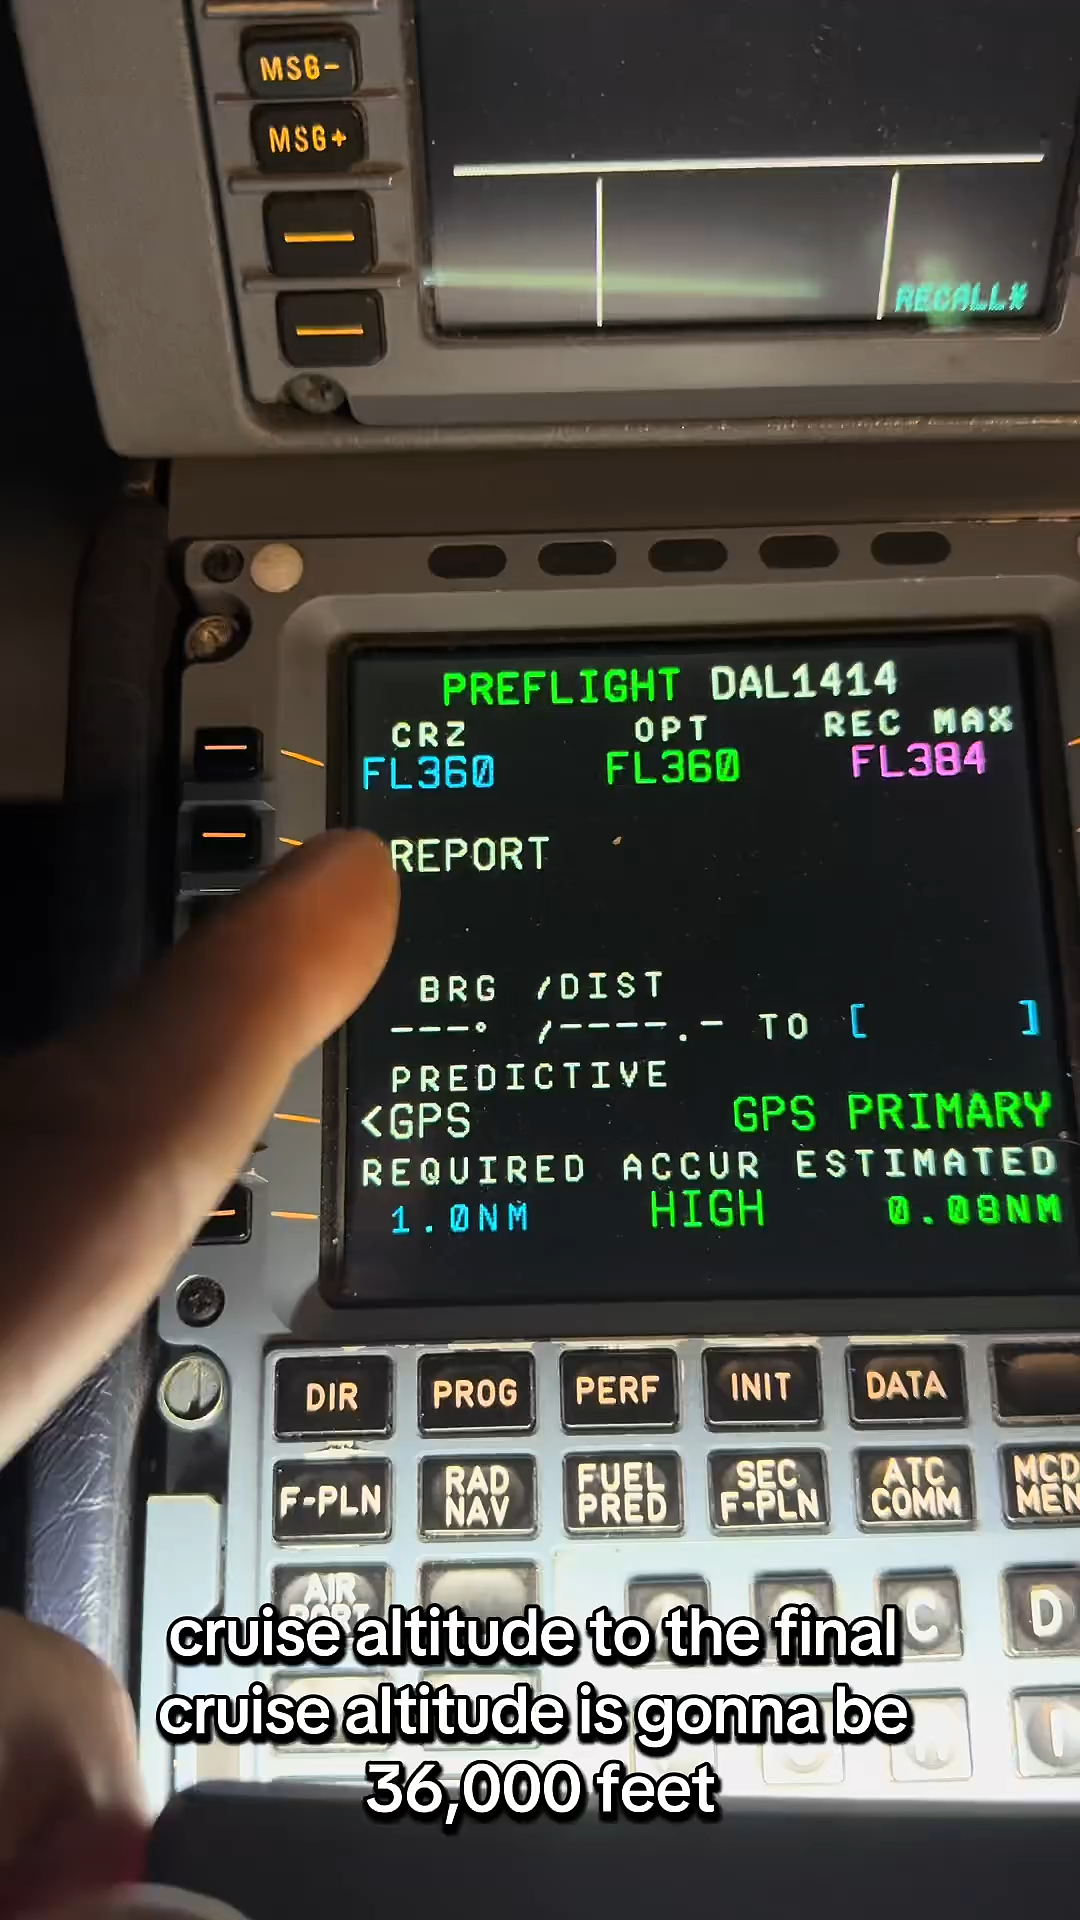 MSG-
MSG+
RECALL*
PREFLIGHT DAL1414
CRZ OPT REC MAX
FL360 FL360 FL384
REPORT
BRG /DIST
---° /----.- TO [ ]
PREDICTIVE
<GPS GPS PRIMARY
REQUIRED ACCUR ESTIMATED
1.0NM HIGH 0.08NM
DIR PROG PERF INIT DATA
F-PLN RAD NAV FUEL PRED SEC F-PLN ATC COMM MCD MEN
AIR PORT
C D
cruise altitude to the final
cruise altitude is gonna be
36,000 feet